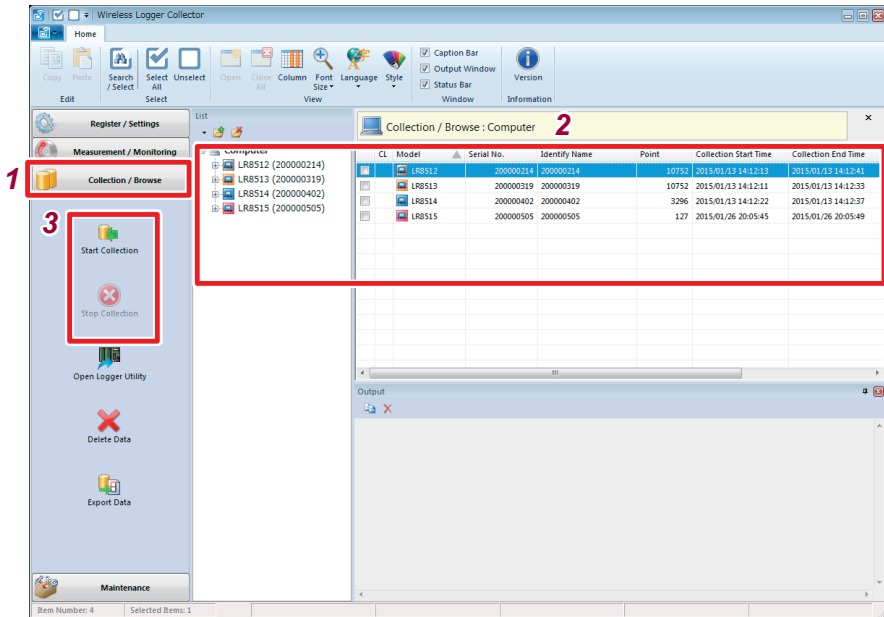 Wireless Logger Collector
Home
Copy Paste Search / Select Select All Unselect Open Close All Column Font Size Language Style Caption Bar Output Window Status Bar Version
Edit Select View Window Information
Register / Settings
Measurement / Monitoring
1 Collection / Browse
3
Start Collection
Stop Collection
Open Logger Utility
Delete Data
Export Data
Maintenance
List
Computer
LR8512 (200000214)
LR8513 (200000319)
LR8514 (200000402)
LR8515 (200000505)
Collection / Browse : Computer 2
CL Model Serial No. Identify Name Point Collection Start Time Collection End Time
LR8512 200000214 200000214 10752 2015/01/13 14:12:13 2015/01/13 14:12:41
LR8513 200000319 200000319 10752 2015/01/13 14:12:11 2015/01/13 14:12:33
LR8514 200000402 200000402 3296 2015/01/13 14:12:22 2015/01/13 14:12:37
LR8515 200000505 200000505 127 2015/01/26 20:05:45 2015/01/26 20:05:49
Output
Item Number: 4 Selected Items: 1